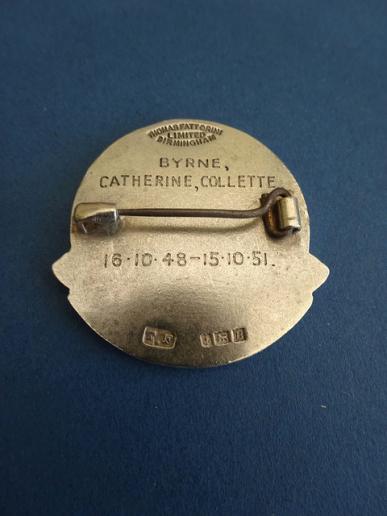 THOMAS FATTORINI
LIMITED
BIRMINGHAM
BYRNE,
CATHERINE, COLLETTE
16·10·48–15·10·51.